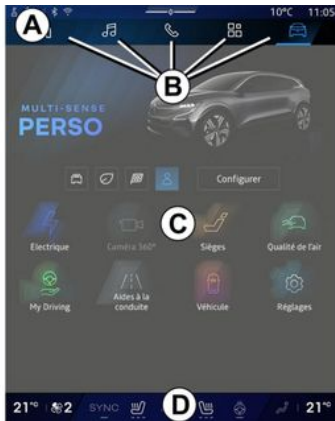 A
10°C 11:05
B
MULTI-SENSE
PERSO
Configurer
C
Electrique
Caméra 360°
Sièges
Qualité de l'air
My Driving
Aides à la
conduite
Véhicule
Réglages
21°C 2 SYNC D 21°C